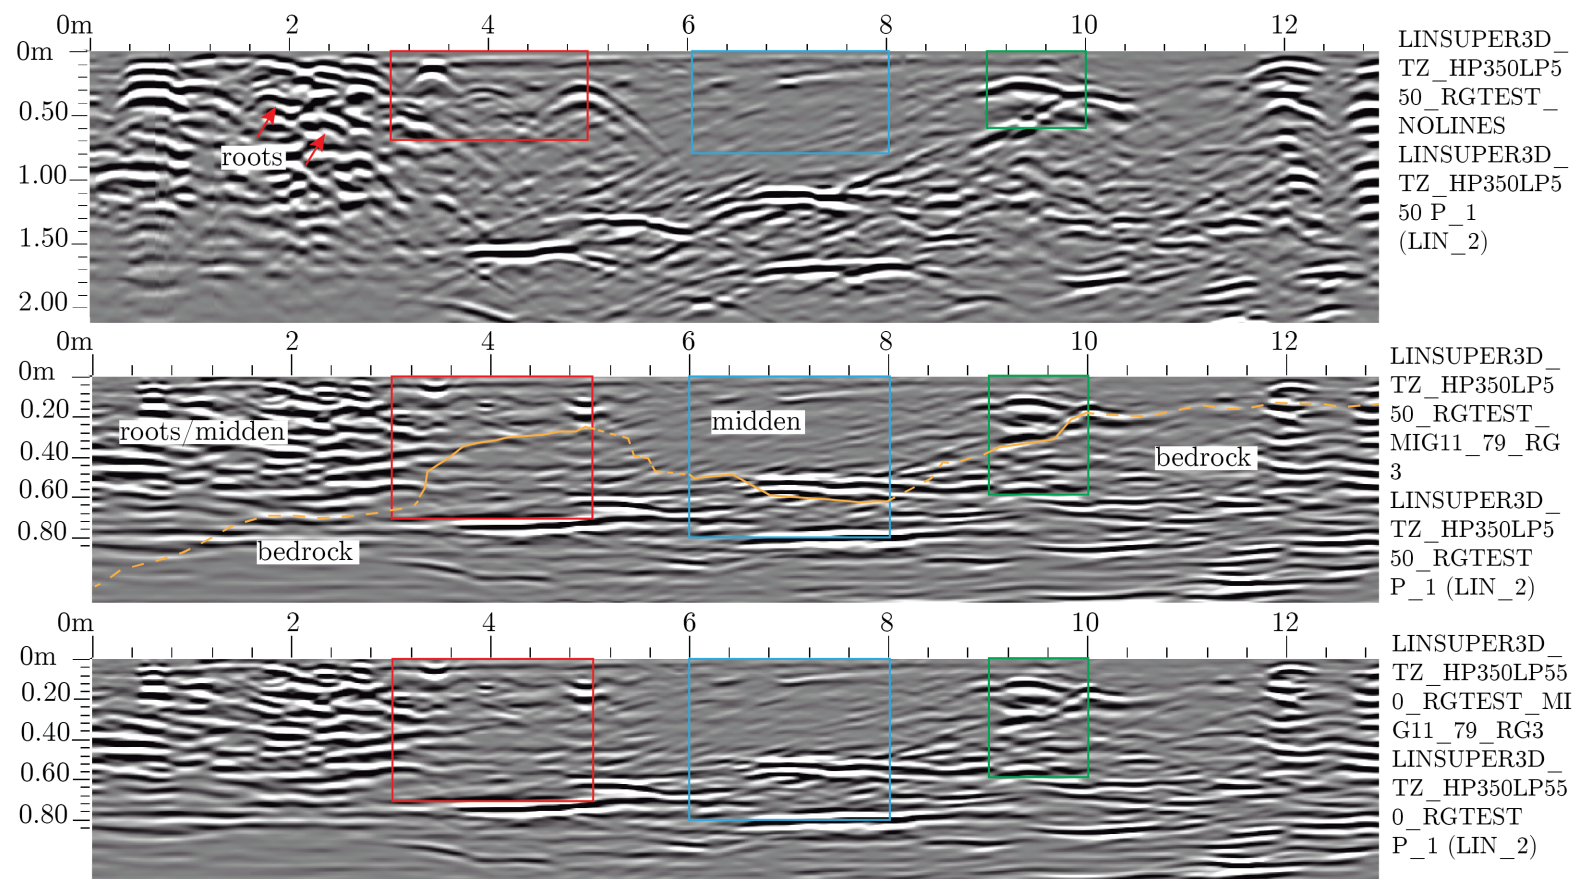 0m 2 4 6 8 10 12
0m
0.50
1.00
1.50
2.00
roots
LINSUPER3D_
TZ_HP350LP5
50_RGTEST_
NOLINES
LINSUPER3D_
TZ_HP350LP5
50 P_1
(LIN_2)
0m 2 4 6 8 10 12
0m
0.20
0.40
0.60
0.80
roots/midden
midden
bedrock
bedrock
LINSUPER3D_
TZ_HP350LP5
50_RGTEST_
MIG11_79_RG
3
LINSUPER3D_
TZ_HP350LP5
50_RGTEST
P_1 (LIN_2)
0m 2 4 6 8 10 12
0m
0.20
0.40
0.60
0.80
LINSUPER3D_
TZ_HP350LP55
0_RGTEST_MI
G11_79_RG3
LINSUPER3D_
TZ_HP350LP55
0_RGTEST
P_1 (LIN_2)